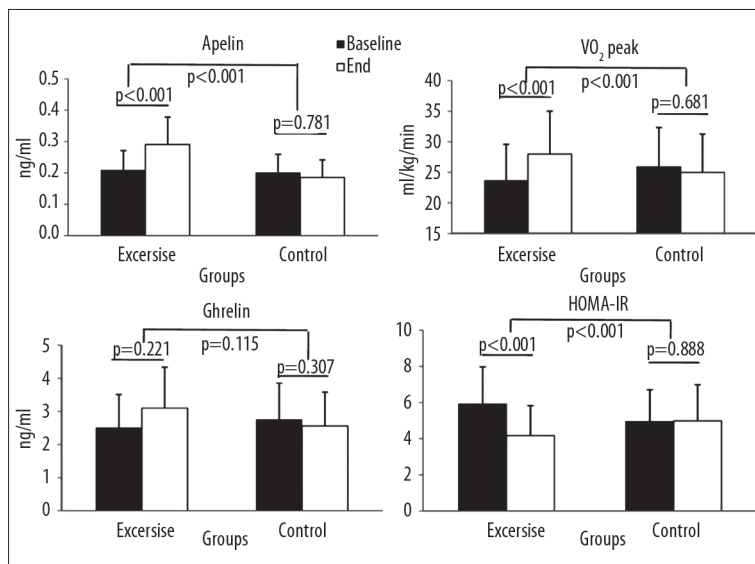 Apelin
Baseline
End
p<0.001
p<0.001
p=0.781
ng/ml
0.5
0.4
0.3
0.2
0.1
0.0
Excersise
Control
Groups
VO2 peak
p<0.001
p<0.001
p=0.681
ml/kg/min
40
35
30
25
20
15
Excersise
Control
Groups
Ghrelin
p=0.221
p=0.115
p=0.307
ng/ml
5
4
3
2
1
0
Excersise
Control
Groups
HOMA-IR
p<0.001
p<0.001
p=0.888
10
8
6
4
2
0
Excersise
Control
Groups